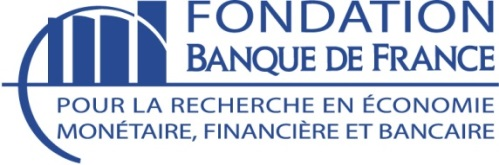 FONDATION
BANQUE DE FRANCE
POUR LA RECHERCHE EN ÉCONOMIE
MONÉTAIRE, FINANCIÈRE ET BANCAIRE